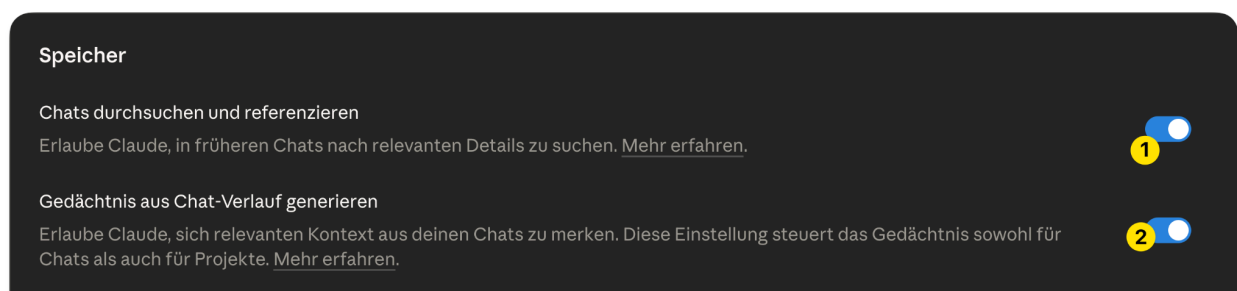 Speicher
Chats durchsuchen und referenzieren
Erlaube Claude, in früheren Chats nach relevanten Details zu suchen. Mehr erfahren.
1
Gedächtnis aus Chat-Verlauf generieren
Erlaube Claude, sich relevanten Kontext aus deinen Chats zu merken. Diese Einstellung steuert das Gedächtnis sowohl für
2
Chats als auch für Projekte. Mehr erfahren.